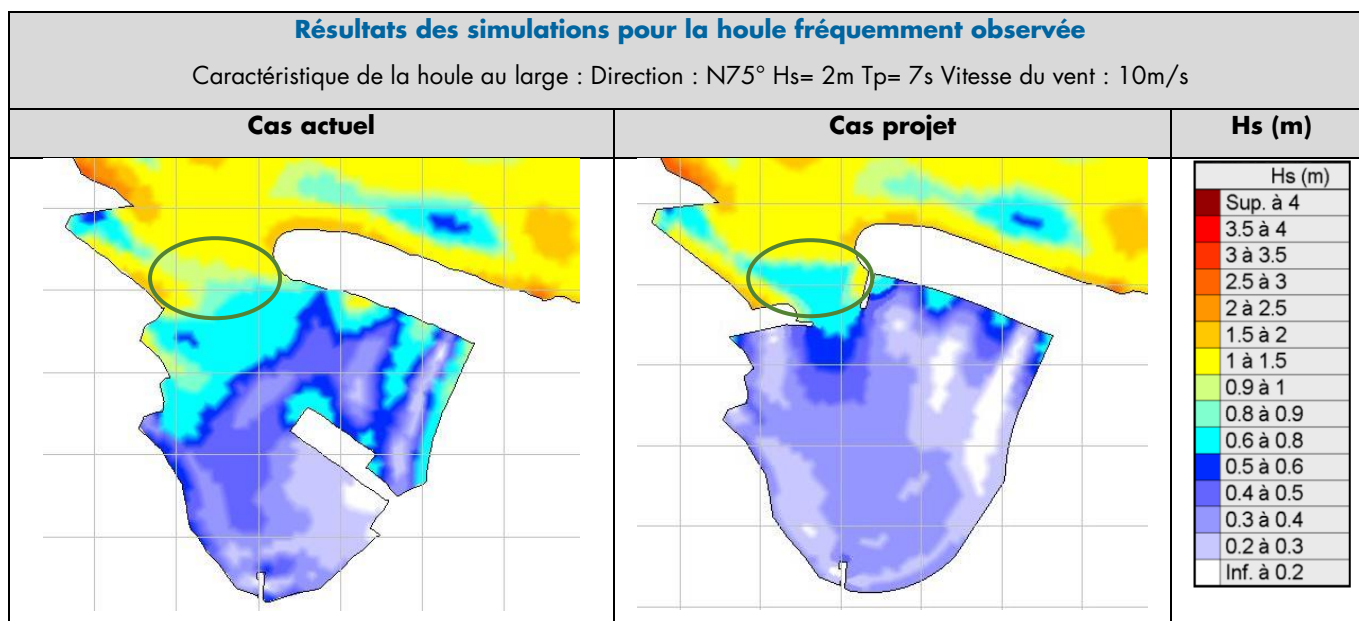 Résultats des simulations pour la houle fréquemment observée
Caractéristique de la houle au large : Direction : N75° Hs= 2m Tp= 7s Vitesse du vent : 10m/s
Cas actuel
Cas projet
Hs (m)
Hs (m)
Sup. à 4
3.5 à 4
3 à 3.5
2.5 à 3
2 à 2.5
1.5 à 2
1 à 1.5
0.9 à 1
0.8 à 0.9
0.6 à 0.8
0.5 à 0.6
0.4 à 0.5
0.3 à 0.4
0.2 à 0.3
Inf. à 0.2